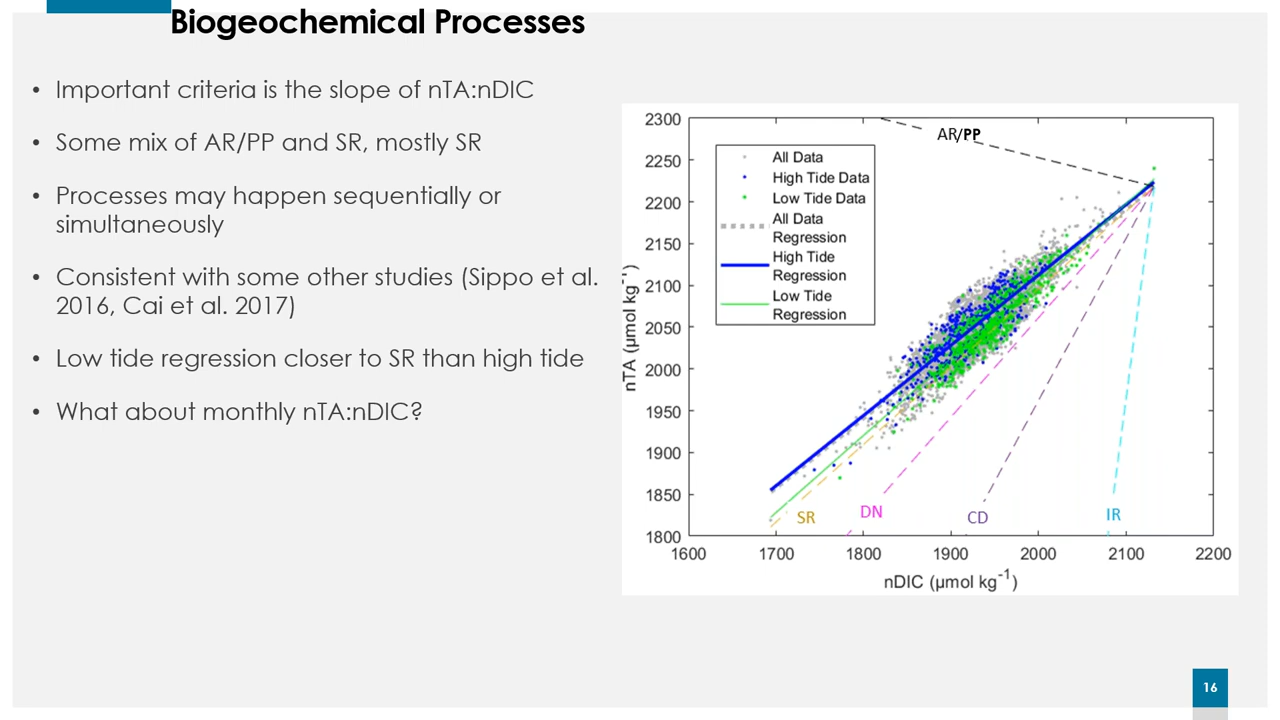 Biogeochemical Processes
• Important criteria is the slope of nTA:nDIC
• Some mix of AR/PP and SR, mostly SR
• Processes may happen sequentially or
simultaneously
• Consistent with some other studies (Sippo et al.
2016, Cai et al. 2017)
• Low tide regression closer to SR than high tide
• What about monthly nTA:nDIC?
2300
2250
2200
2150
2100
2050
2000
1950
1900
1850
1800
nTA (µmol kg⁻¹)
AR/PP
All Data
High Tide Data
Low Tide Data
All Data
Regression
High Tide
Regression
Low Tide
Regression
SR
DN
CD
IR
1600 1700 1800 1900 2000 2100 2200
nDIC (µmol kg⁻¹)
16